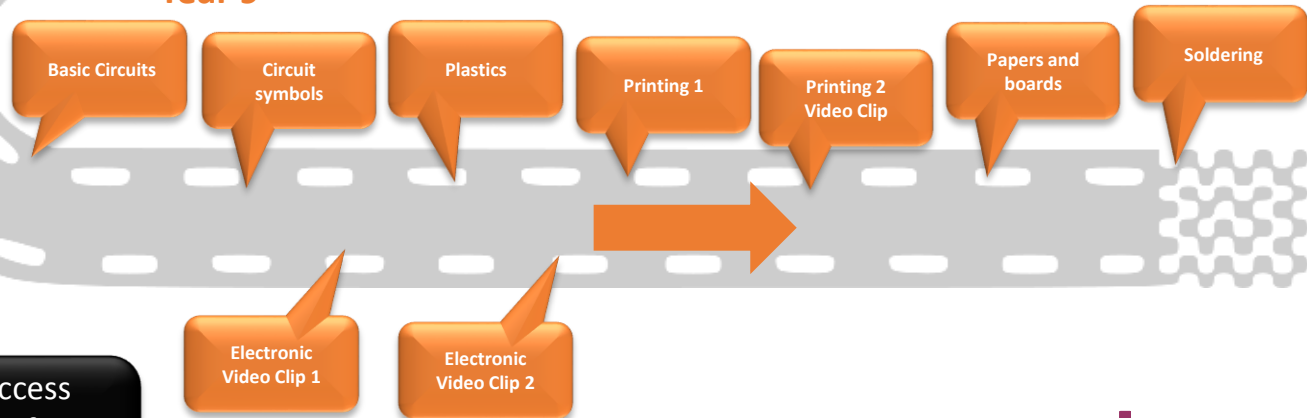 Basic Circuits
Circuit
symbols
Plastics
Printing 1
Printing 2
Video Clip
Papers and
boards
Soldering
Electronic
Video Clip 1
Electronic
Video Clip 2